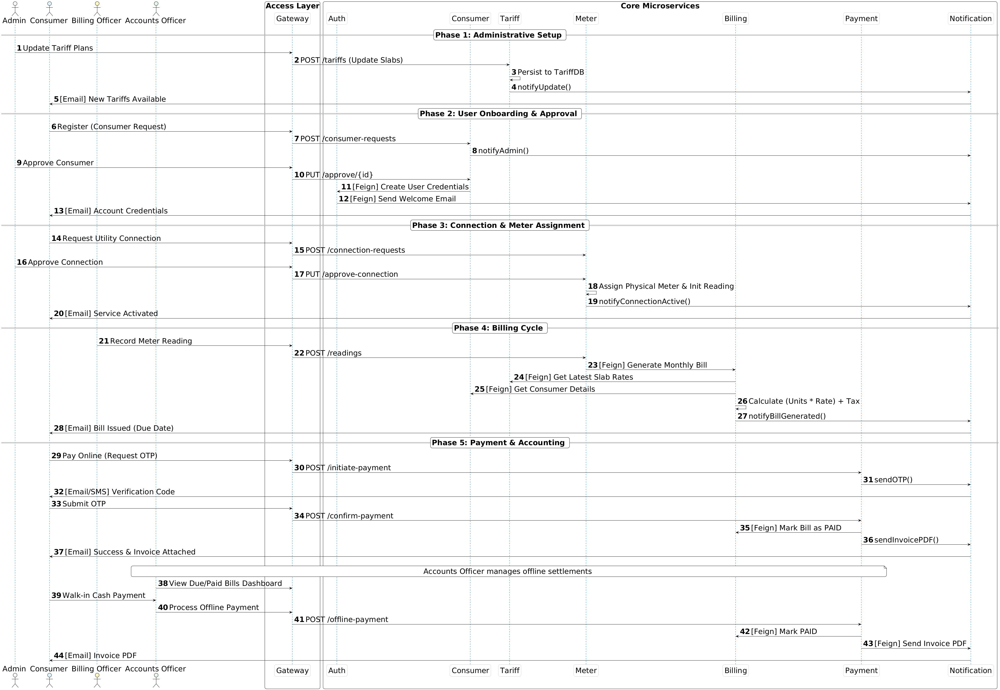 Access Layer
Core Microservices
Admin
Consumer
Billing Officer
Accounts Officer
Gateway
Auth
Consumer
Tariff
Meter
Billing
Payment
Notification
Phase 1: Administrative Setup
1 Update Tariff Plans
2 POST /tariffs (Update Slabs)
3 Persist to TariffDB
4 notifyUpdate()
5 [Email] New Tariffs Available
Phase 2: User Onboarding & Approval
6 Register (Consumer Request)
7 POST /consumer-requests
8 notifyAdmin()
9 Approve Consumer
10 PUT /approve/{id}
11 [Feign] Create User Credentials
12 [Feign] Send Welcome Email
13 [Email] Account Credentials
Phase 3: Connection & Meter Assignment
14 Request Utility Connection
15 POST /connection-requests
16 Approve Connection
17 PUT /approve-connection
18 Assign Physical Meter & Init Reading
19 notifyConnectionActive()
20 [Email] Service Activated
Phase 4: Billing Cycle
21 Record Meter Reading
22 POST /readings
23 [Feign] Generate Monthly Bill
24 [Feign] Get Latest Slab Rates
25 [Feign] Get Consumer Details
26 Calculate (Units * Rate) + Tax
27 notifyBillGenerated()
28 [Email] Bill Issued (Due Date)
Phase 5: Payment & Accounting
29 Pay Online (Request OTP)
30 POST /initiate-payment
31 sendOTP()
32 [Email/SMS] Verification Code
33 Submit OTP
34 POST /confirm-payment
35 [Feign] Mark Bill as PAID
36 sendInvoicePDF()
37 [Email] Success & Invoice Attached
Accounts Officer manages offline settlements
38 View Due/Paid Bills Dashboard
39 Walk-in Cash Payment
40 Process Offline Payment
41 POST /offline-payment
42 [Feign] Mark PAID
43 [Feign] Send Invoice PDF
44 [Email] Invoice PDF
Admin
Consumer
Billing Officer
Accounts Officer
Gateway
Auth
Consumer
Tariff
Meter
Billing
Payment
Notification